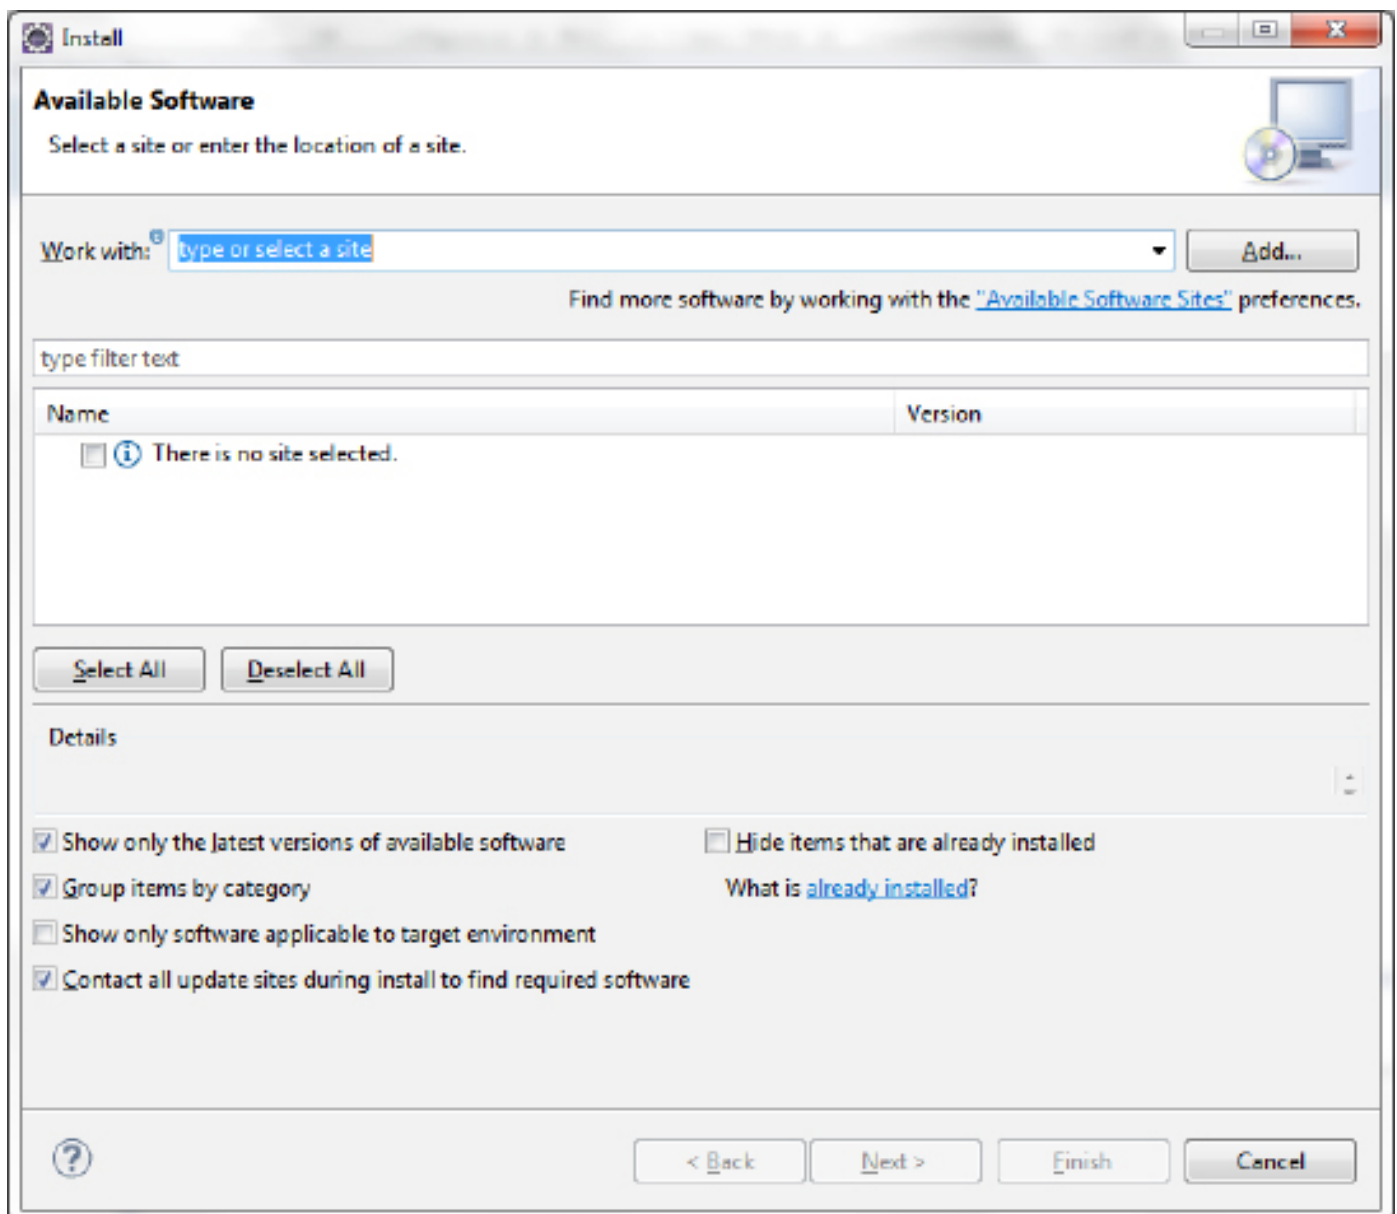 Install
Available Software
Select a site or enter the location of a site.
Work with: type or select a site Add...
Find more software by working with the "Available Software Sites" preferences.
type filter text
Name Version
There is no site selected.
Select All Deselect All
Details
Show only the latest versions of available software Hide items that are already installed
Group items by category What is already installed?
Show only software applicable to target environment
Contact all update sites during install to find required software
? < Back Next > Finish Cancel